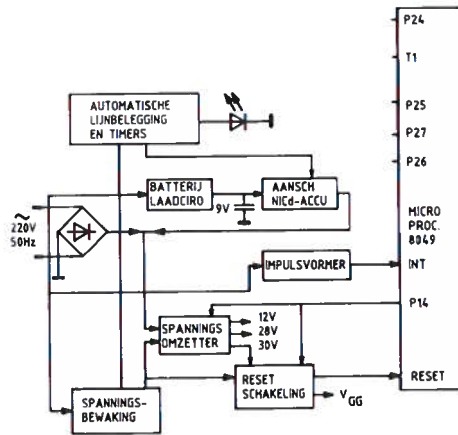 P24
T1
P25
P27
P26
AUTOMATISCHE
LIJNBELEGGING
EN TIMERS
BATTERIJ
LAADCIRO
9V
AANSCH
NICd-ACCU
~
220V
50Hz
MICRO
PROC.
8049
IMPULSVORMER
INT
P14
SPANNINGS
OMZETTER
12V
28V
30V
SPANNINGS-
BEWAKING
RESET
SCHAKELING
RESET
VGG